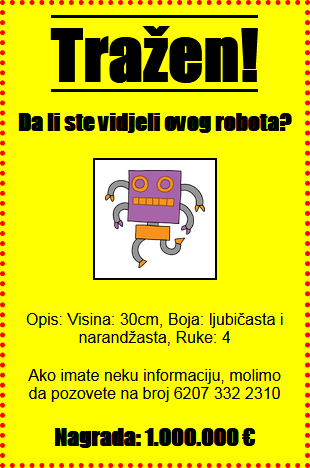 Tražen!
Da li ste vidjeli ovog robota?
Opis: Visina: 30cm, Boja: ljubičasta i
narandžasta, Ruke: 4
Ako imate neku informaciju, molimo
da pozovete na broj 6207 332 2310
Nagrada: 1.000.000 €